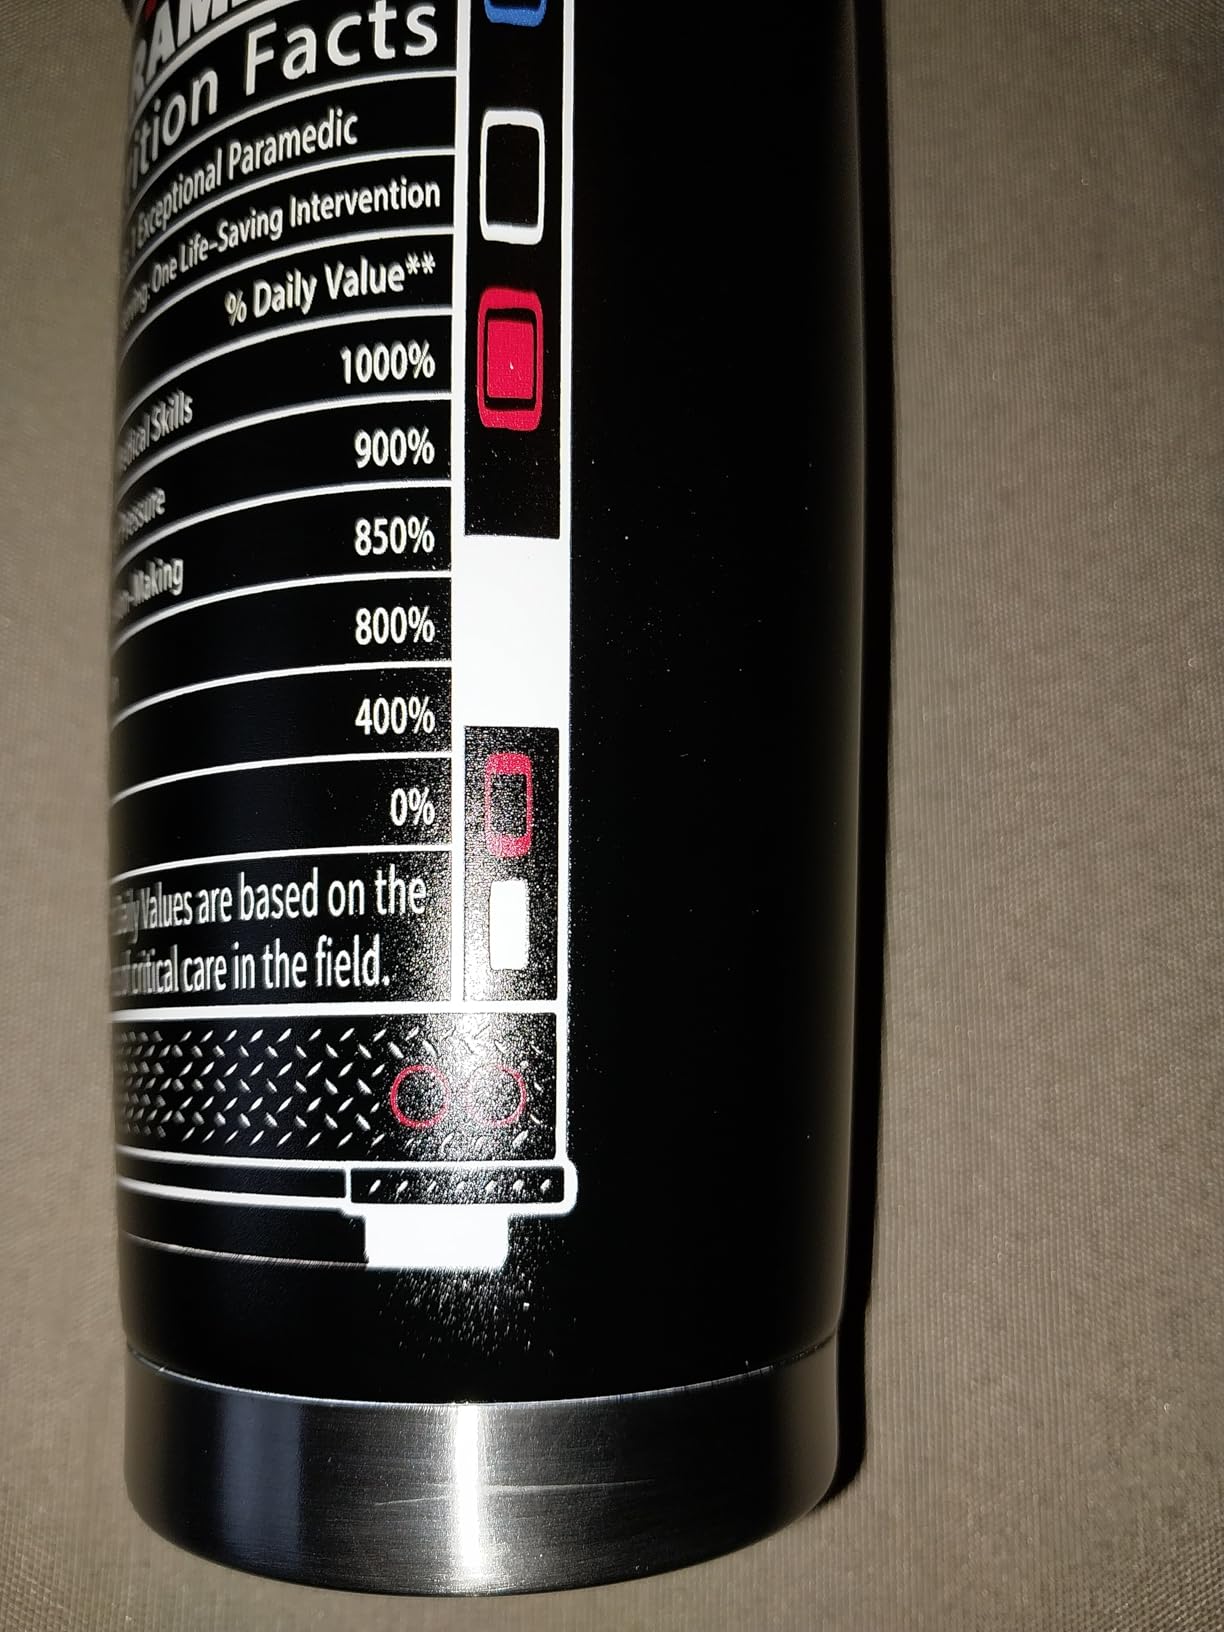 Facts
Exceptional Paramedic
One Life-Saving Intervention
% Daily Value**
1000%
Skills
900%
850%
Making
800%
400%
0%
Values are based on the
critical care in the field.